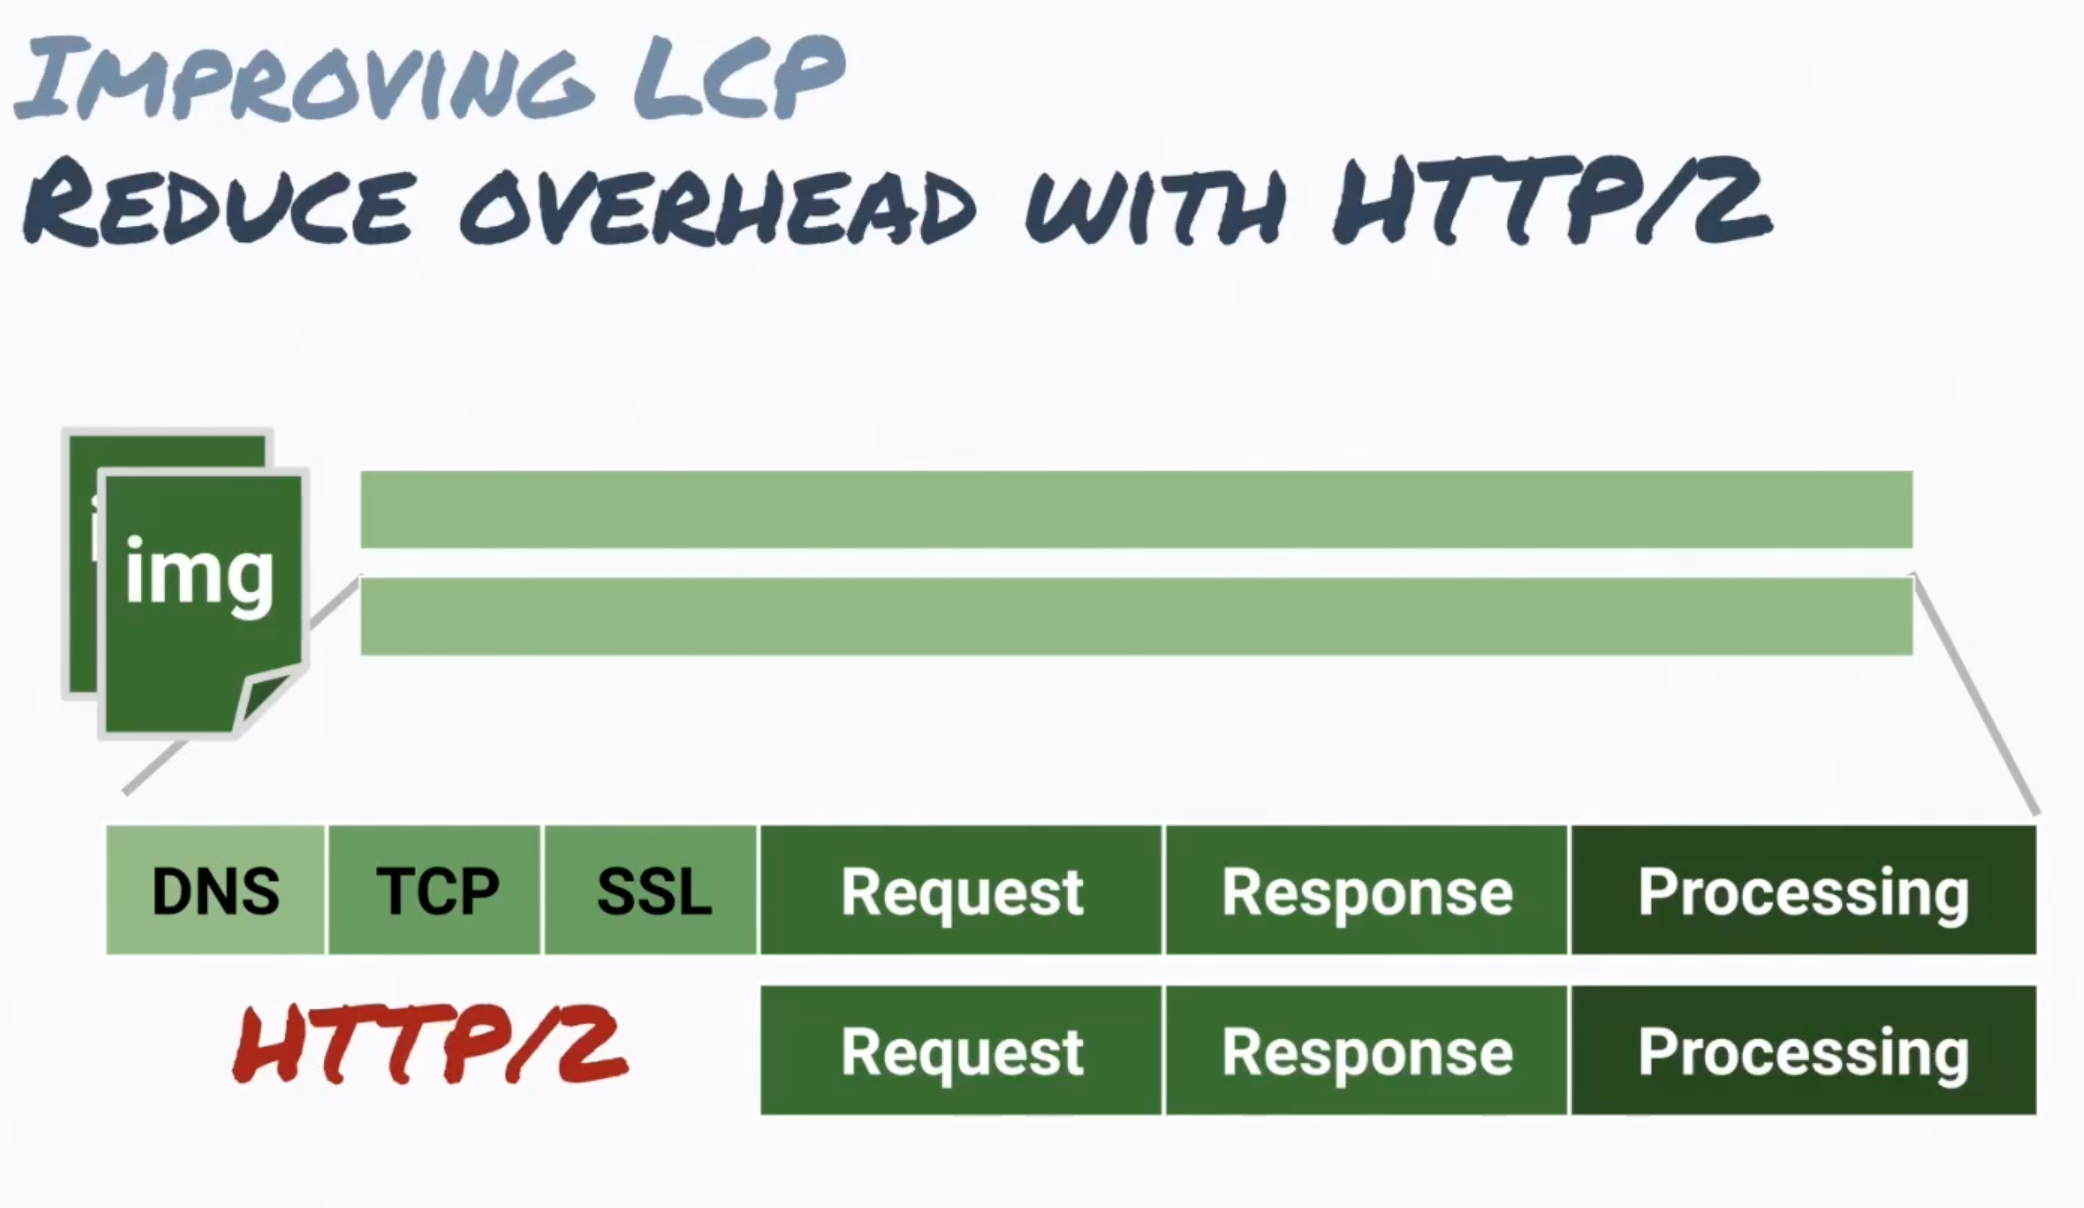 IMPROVING LCP
REDUCE OVERHEAD WITH HTTP/2
img
DNS TCP SSL Request Response Processing
HTTP/2 Request Response Processing